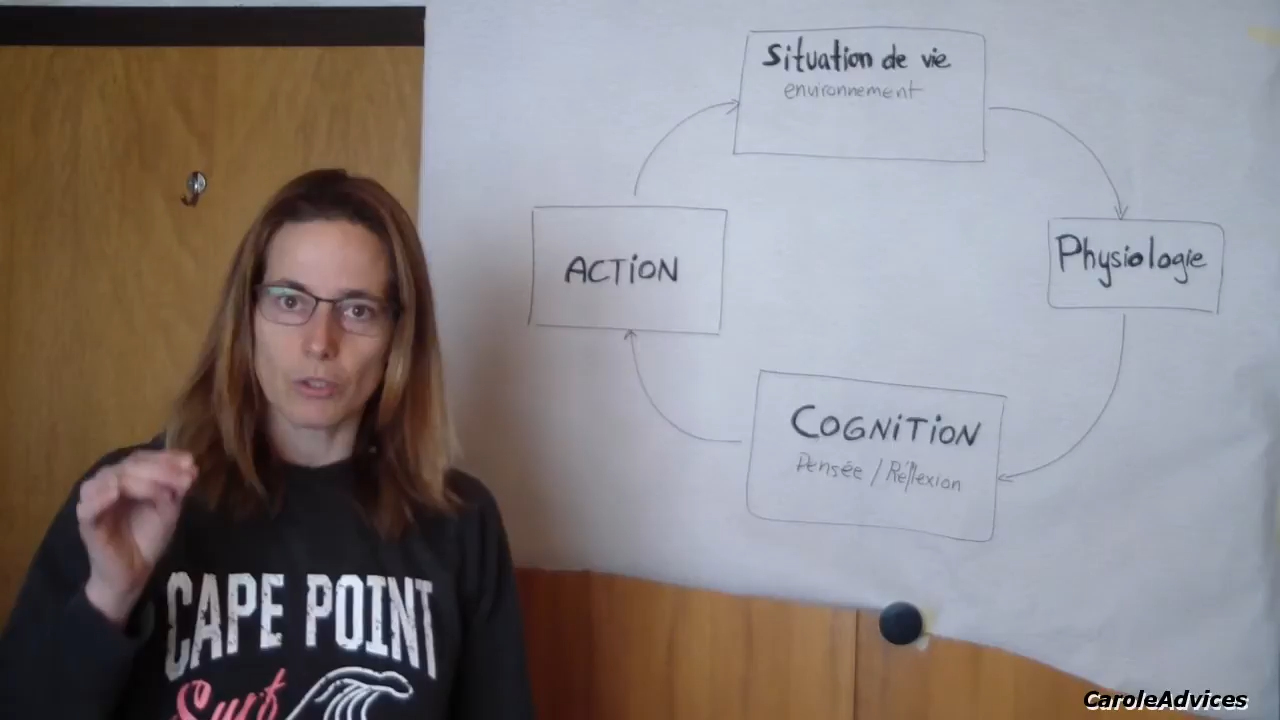 Situation de vie
environnement
ACTION
Physiologie
COGNITION
Pensée / Réflexion
CAPE POINT
Surf
CaroleAdvices